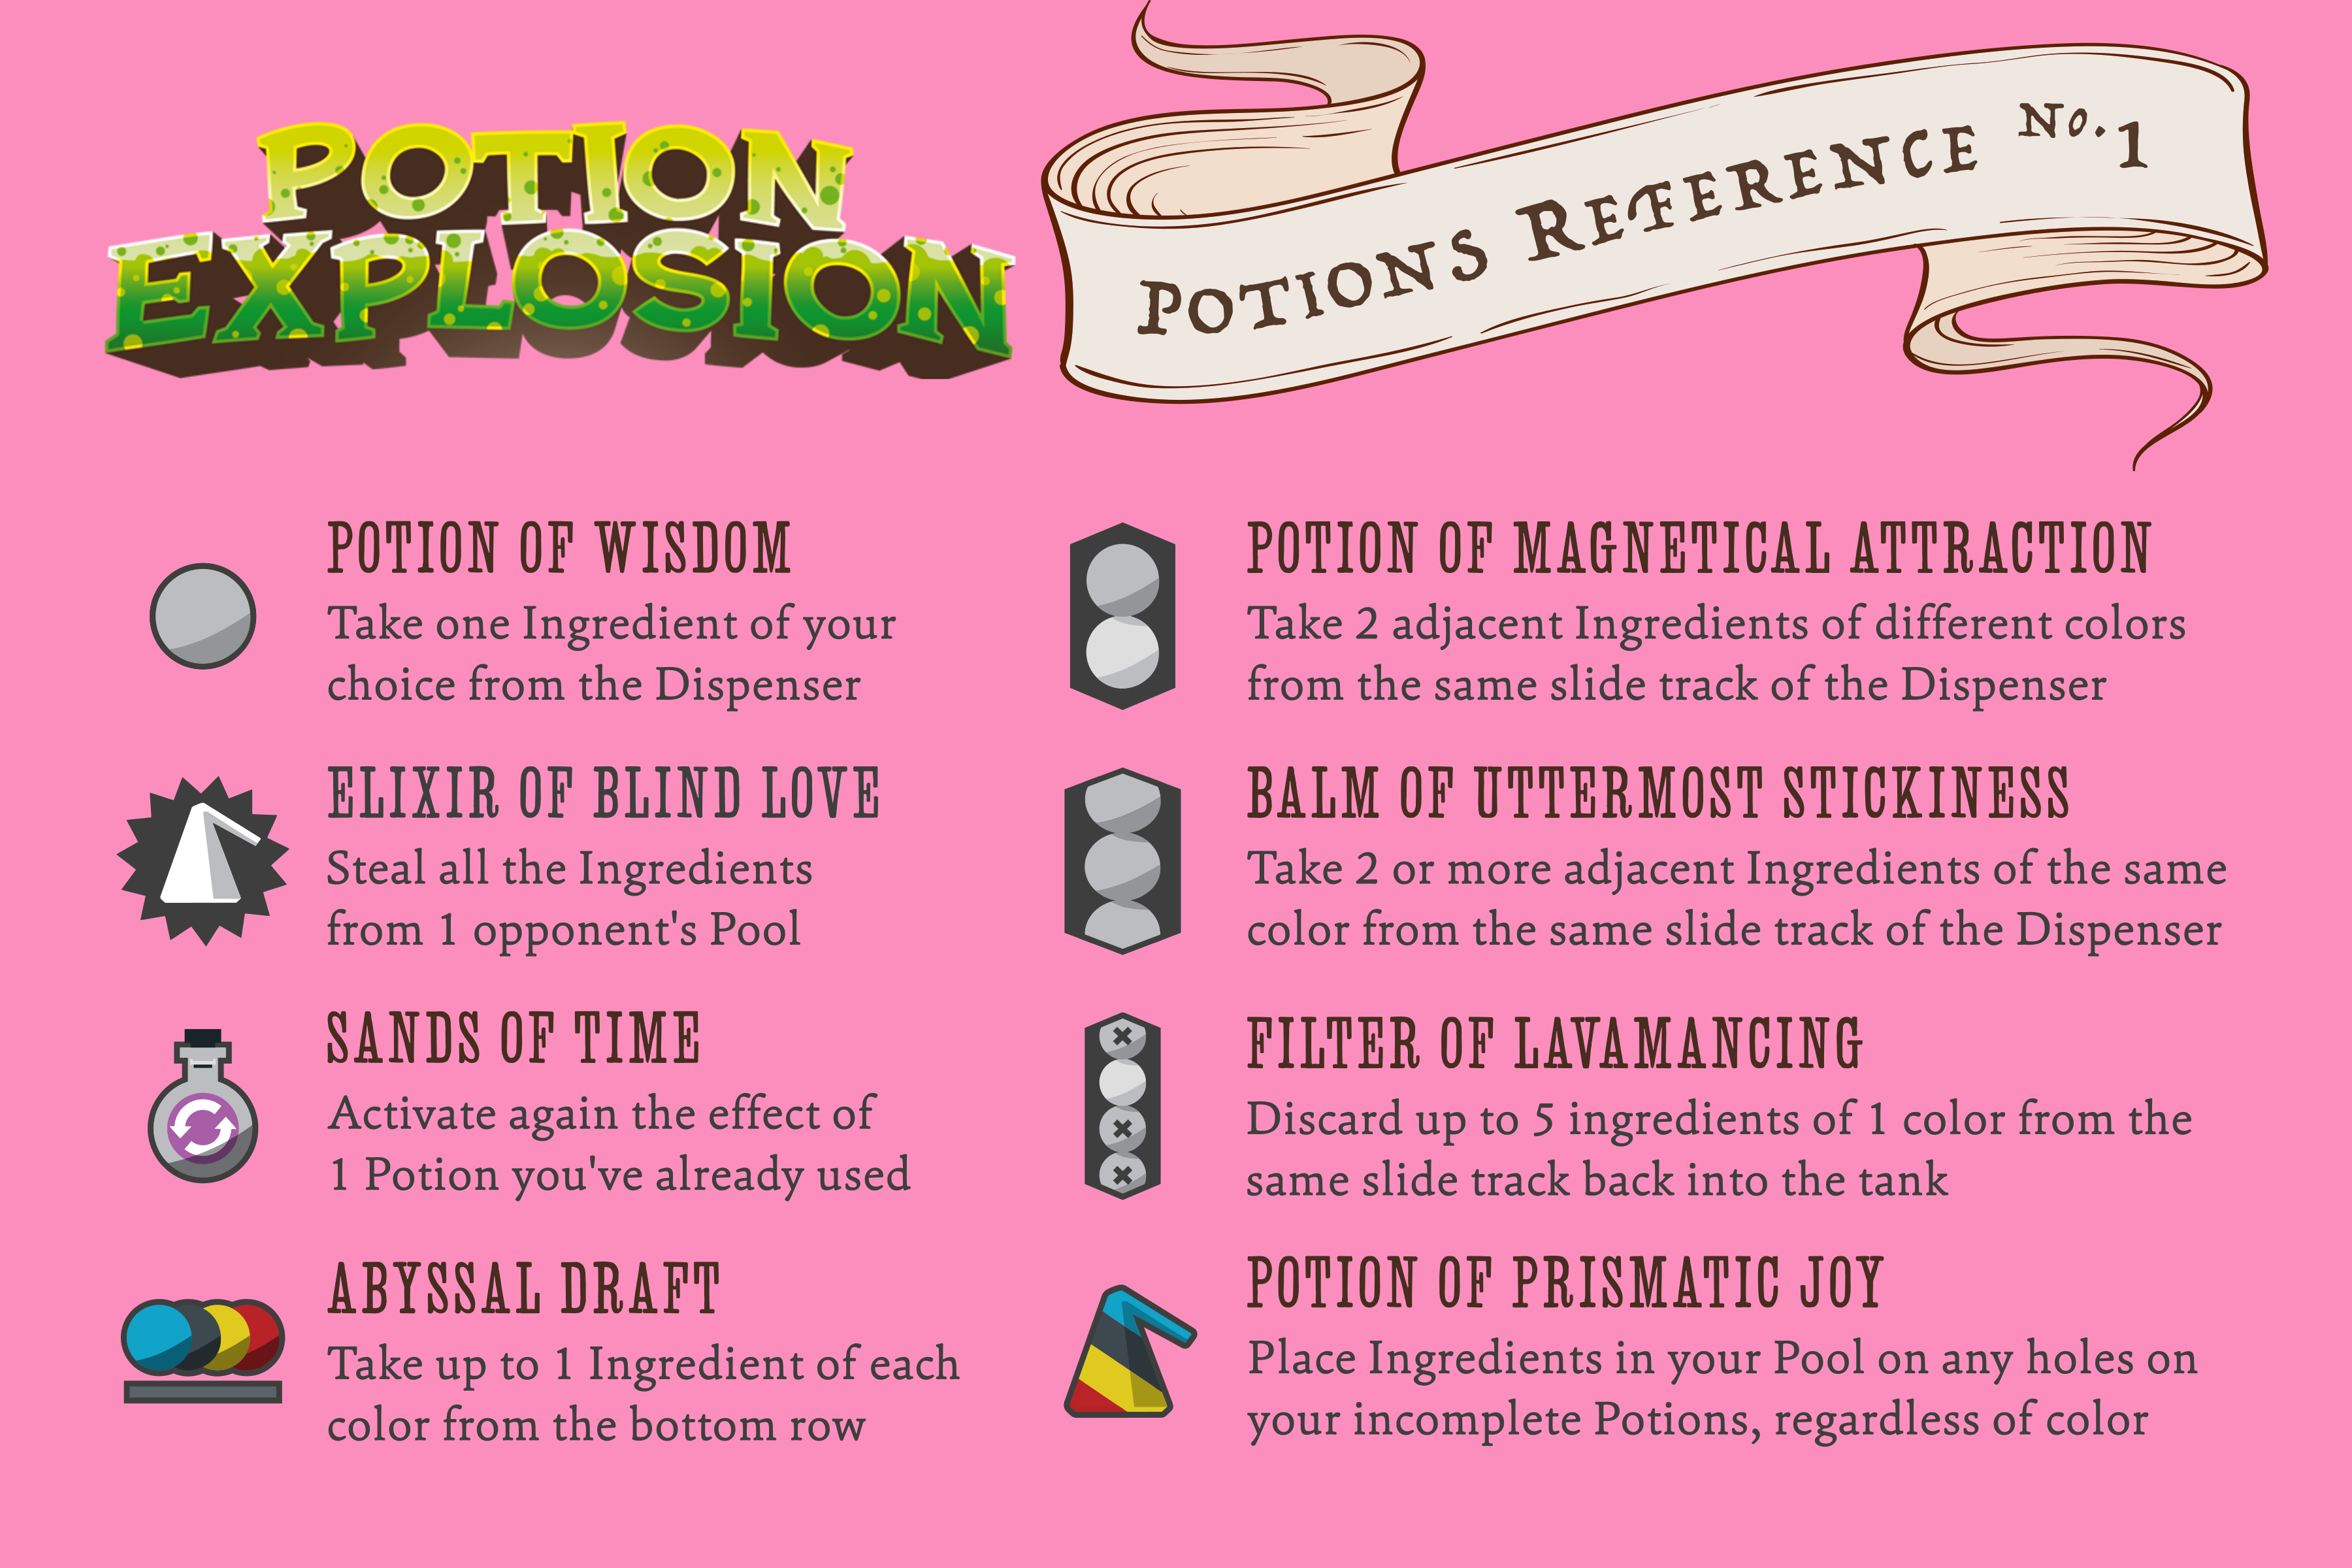 POTION
EXPLOSION
POTIONS REFERENCE No. 1
POTION OF WISDOM
Take one Ingredient of your
choice from the Dispenser
ELIXIR OF BLIND LOVE
Steal all the Ingredients
from 1 opponent's Pool
SANDS OF TIME
Activate again the effect of
1 Potion you've already used
ABYSSAL DRAFT
Take up to 1 Ingredient of each
color from the bottom row
POTION OF MAGNETICAL ATTRACTION
Take 2 adjacent Ingredients of different colors
from the same slide track of the Dispenser
BALM OF UTTERMOST STICKINESS
Take 2 or more adjacent Ingredients of the same
color from the same slide track of the Dispenser
FILTER OF LAVAMANCING
Discard up to 5 ingredients of 1 color from the
same slide track back into the tank
POTION OF PRISMATIC JOY
Place Ingredients in your Pool on any holes on
your incomplete Potions, regardless of color